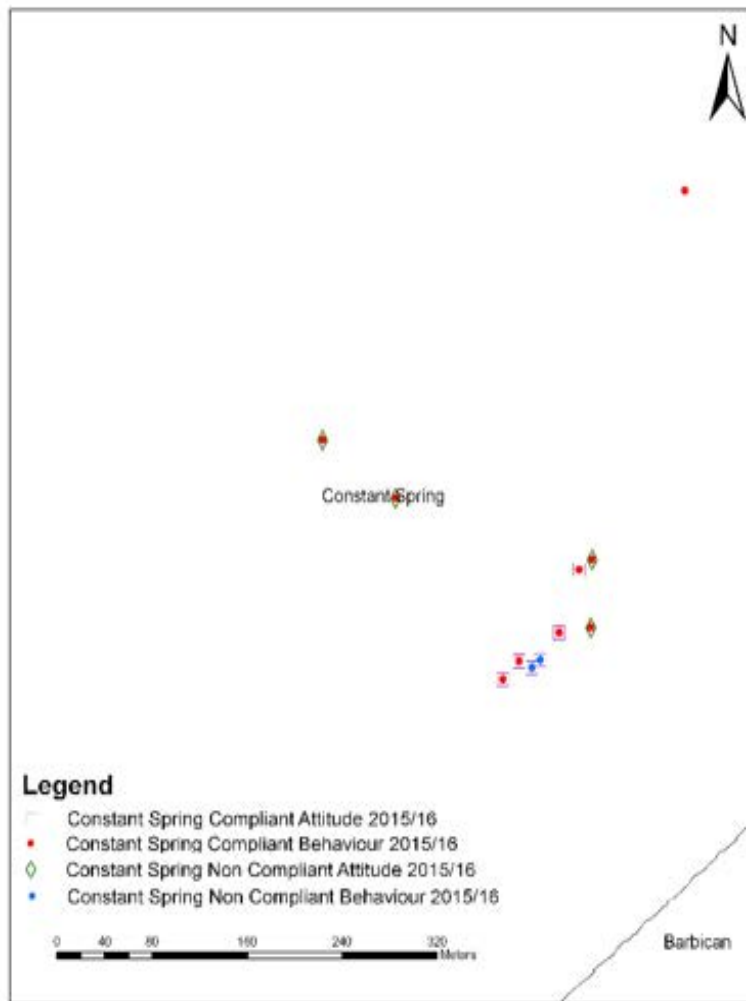 N
Constant Spring
Legend
Constant Spring Compliant Attitude 2015/16
Constant Spring Compliant Behaviour 2015/16
Constant Spring Non Compliant Attitude 2015/16
Constant Spring Non Compliant Behaviour 2015/16
0 40 80 160 240 320
Meters
Barbican